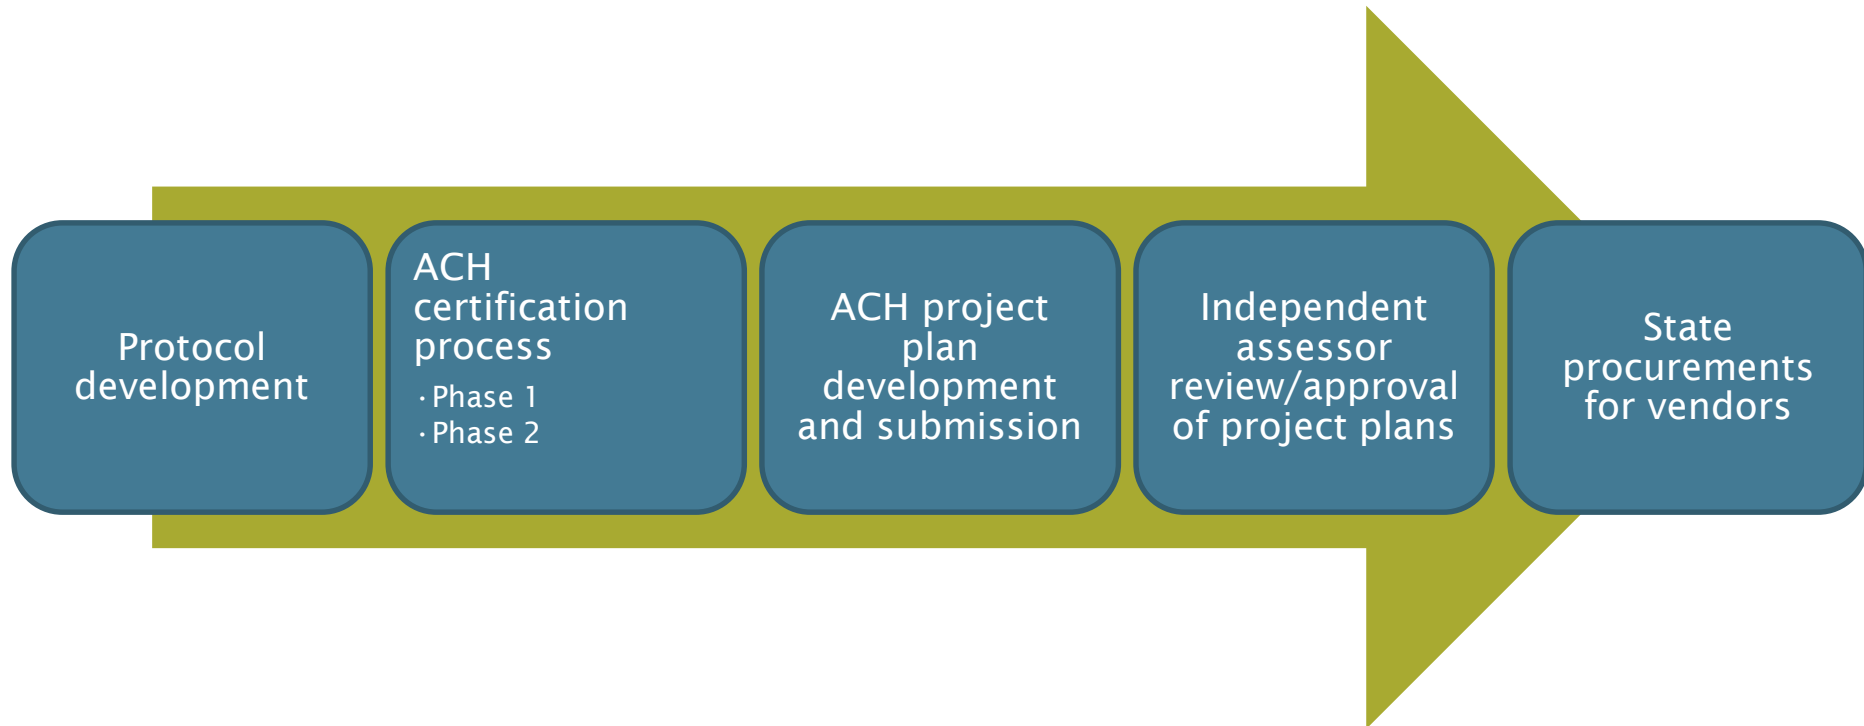 Protocol
development
ACH
certification
process
· Phase 1
· Phase 2
ACH project
plan
development
and submission
Independent
assessor
review/approval
of project plans
State
procurements
for vendors